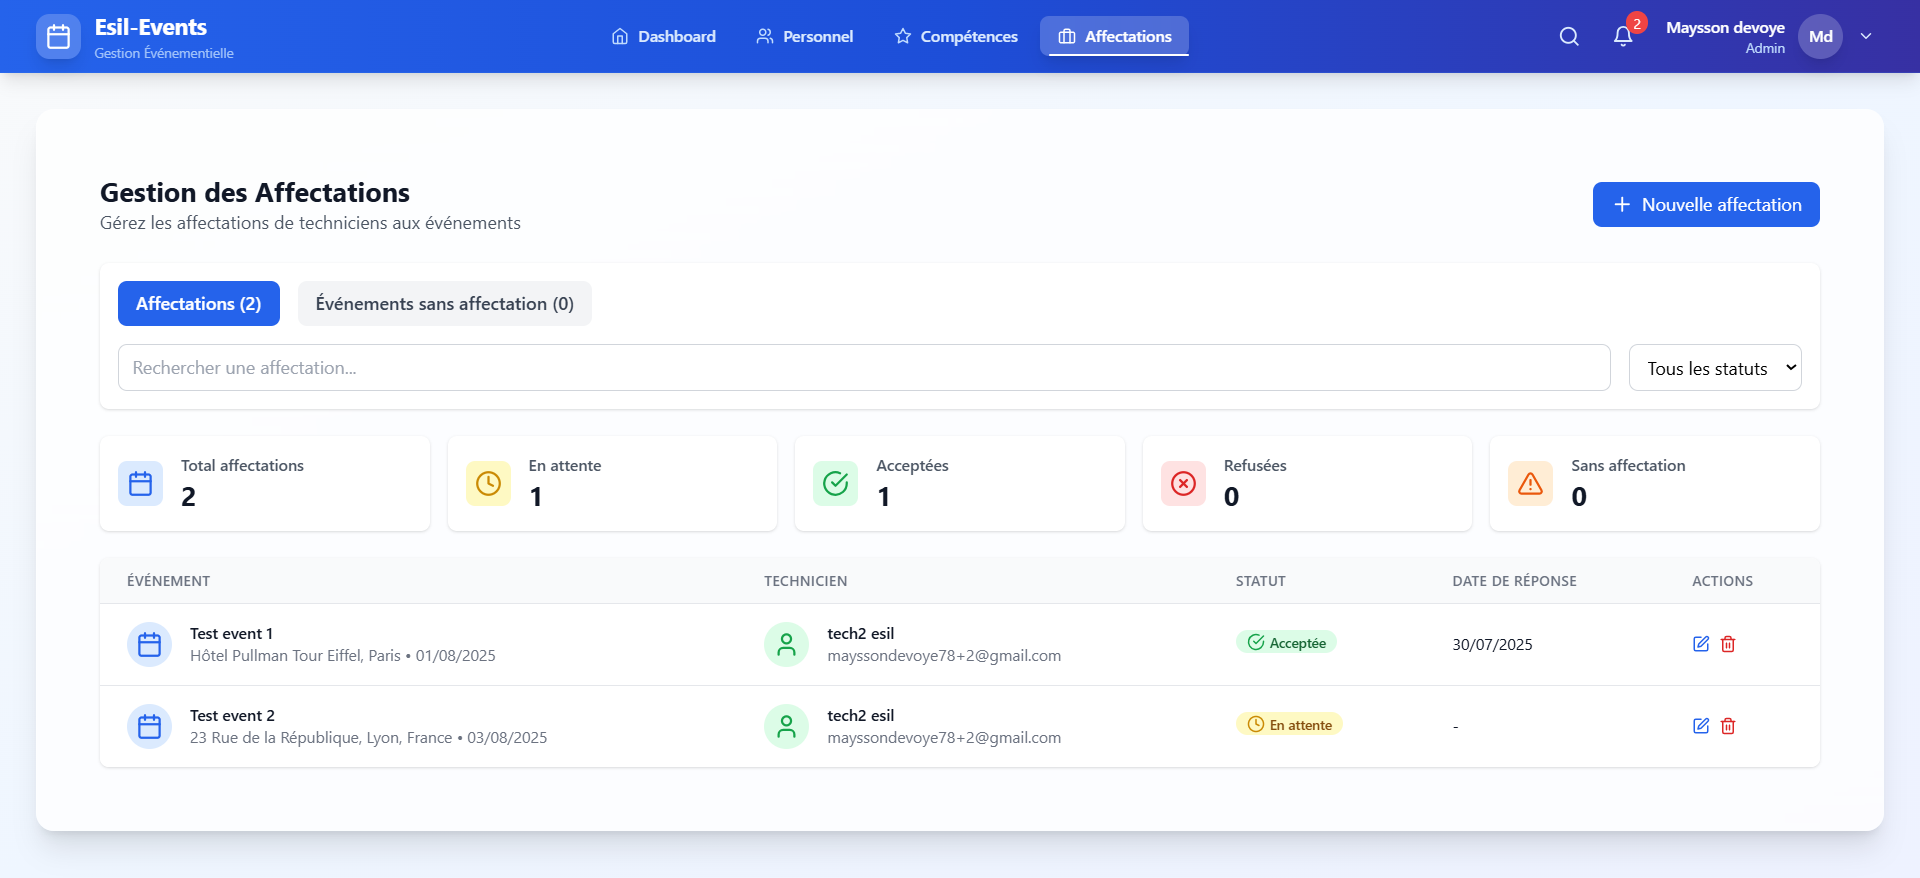 Esil-Events
Gestion Événementielle
Dashboard
Personnel
Compétences
Affectations
2
Maysson devoye
Admin
Md
Gestion des Affectations
Gérez les affectations de techniciens aux événements
Nouvelle affectation
Affectations (2)
Événements sans affectation (0)
Rechercher une affectation...
Tous les statuts
Total affectations
2
En attente
1
Acceptées
1
Refusées
0
Sans affectation
0
ÉVÉNEMENT TECHNICIEN STATUT DATE DE RÉPONSE ACTIONS
Test event 1
Hôtel Pullman Tour Eiffel, Paris • 01/08/2025
tech2 esil
mayssondevoye78+2@gmail.com
Acceptée
30/07/2025
Test event 2
23 Rue de la République, Lyon, France • 03/08/2025
tech2 esil
mayssondevoye78+2@gmail.com
En attente
-